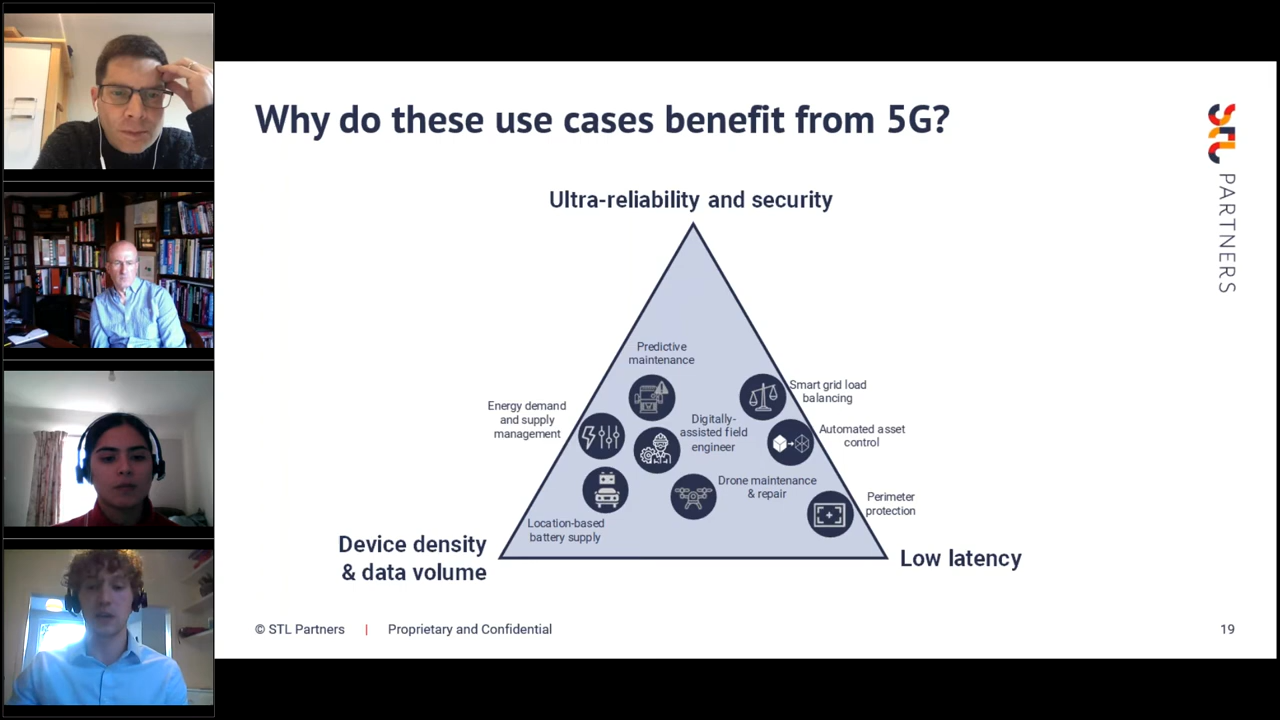 Why do these use cases benefit from 5G?
STL PARTNERS
Ultra-reliability and security
Predictive
maintenance
Smart grid load
balancing
Energy demand
and supply
management
Digitally-
assisted field
engineer
Automated asset
control
Drone maintenance
& repair
Perimeter
protection
Location-based
battery supply
Device density
& data volume
Low latency
© STL Partners | Proprietary and Confidential
19